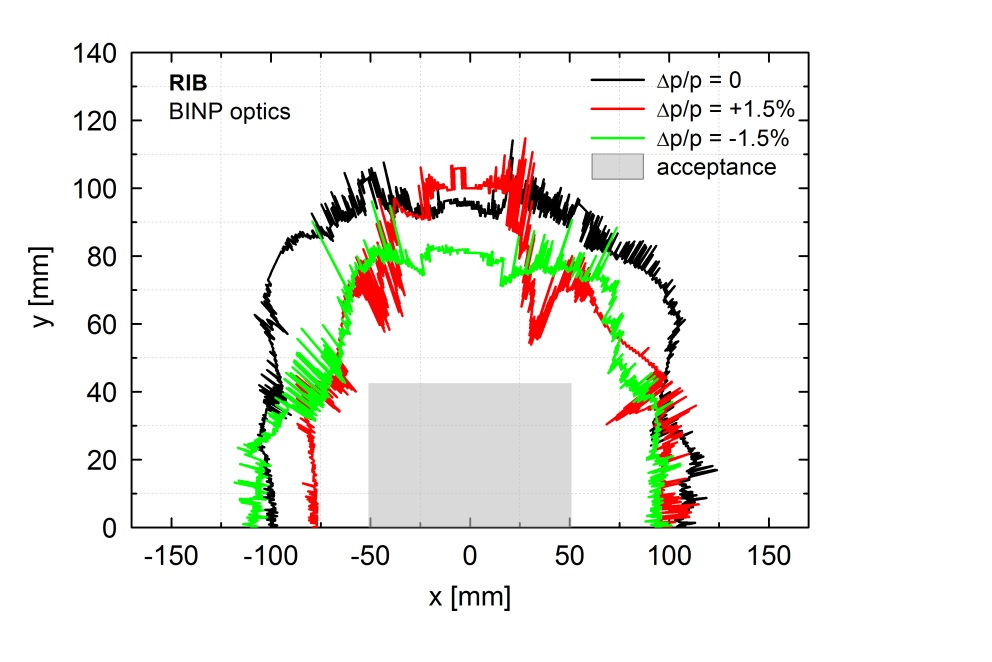 RIB
BINP optics
Δp/p = 0
Δp/p = +1.5%
Δp/p = -1.5%
acceptance
y [mm]
140
120
100
80
60
40
20
0
-150
-100
-50
0
50
100
150
x [mm]